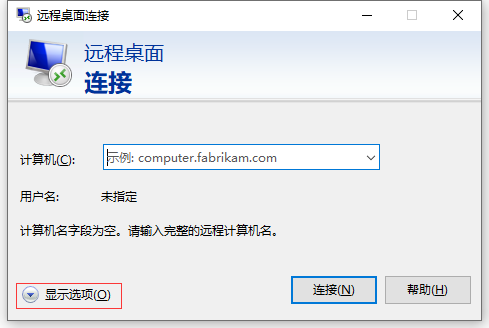 远程桌面连接
远程桌面
连接
计算机(C):
示例: computer.fabrikam.com
用户名:
未指定
计算机名字段为空。请输入完整的远程计算机名。
显示选项(O)
连接(N)
帮助(H)